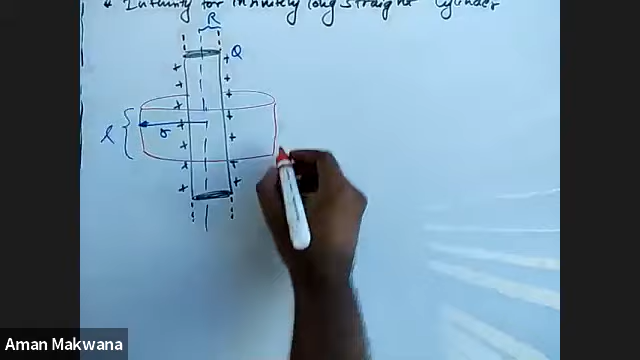 * Intensity for infinitely long straight Cylinder
R
Q
+ + + + + + + + + + + + +
r
l
Aman Makwana